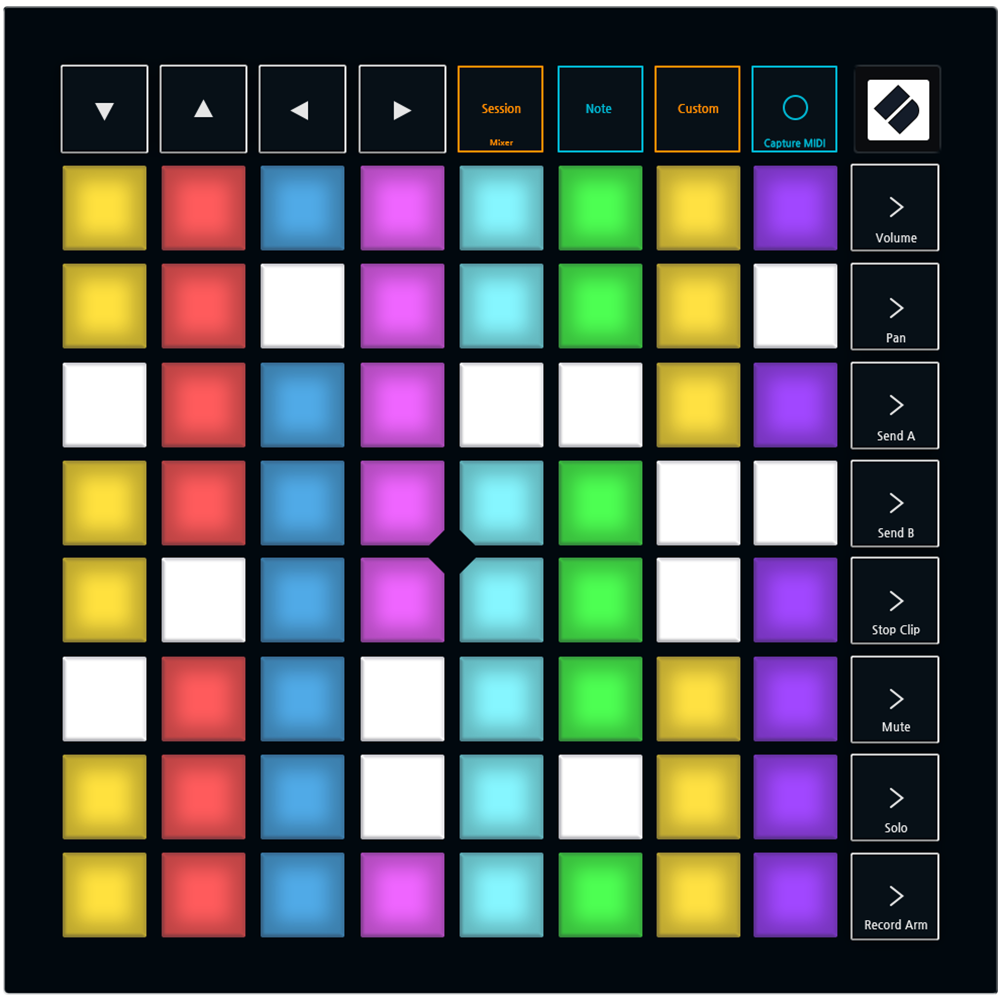 Session
Mixer
Note
Custom
Capture MIDI
Volume
Pan
Send A
Send B
Stop Clip
Mute
Solo
Record Arm